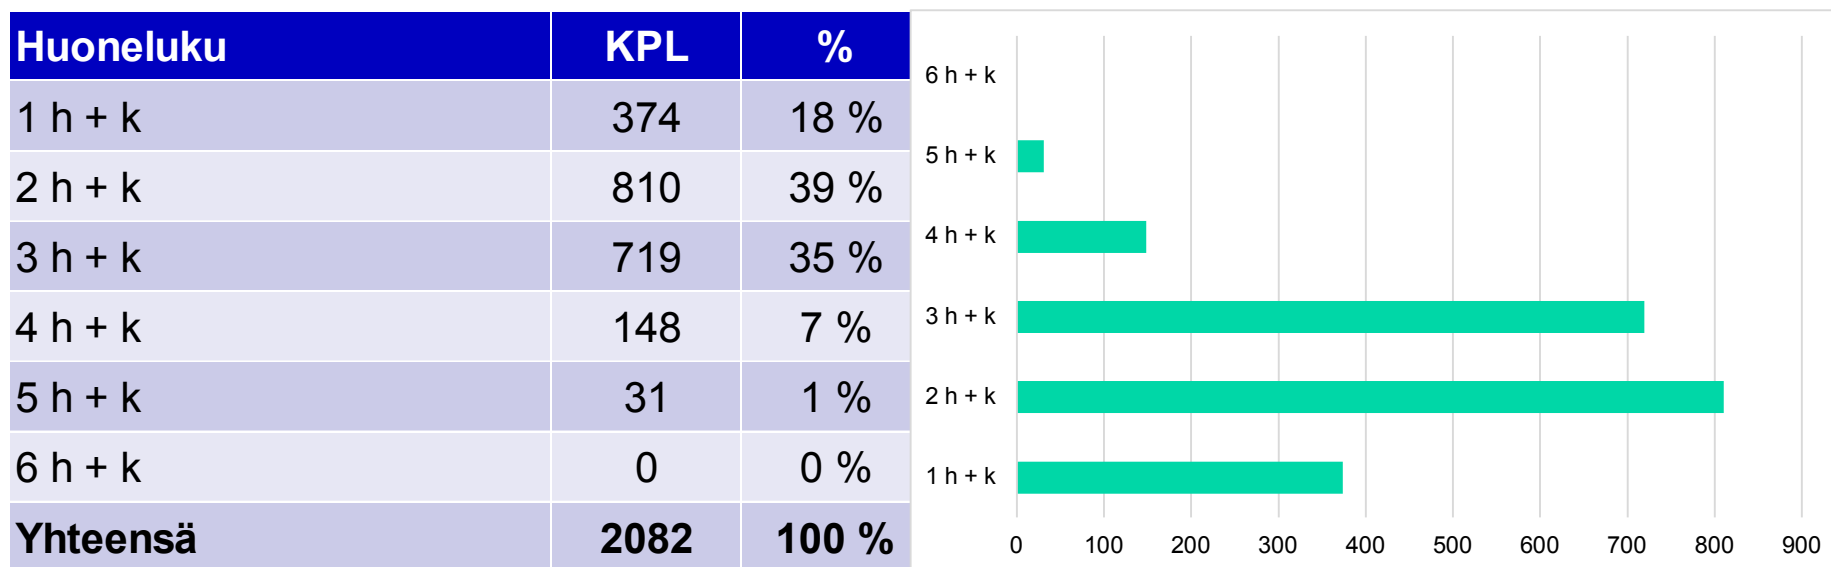 Huoneluku KPL %
1 h + k 374 18 %
2 h + k 810 39 %
3 h + k 719 35 %
4 h + k 148 7 %
5 h + k 31 1 %
6 h + k 0 0 %
Yhteensä 2082 100 %
6 h + k
5 h + k
4 h + k
3 h + k
2 h + k
1 h + k
0 100 200 300 400 500 600 700 800 900